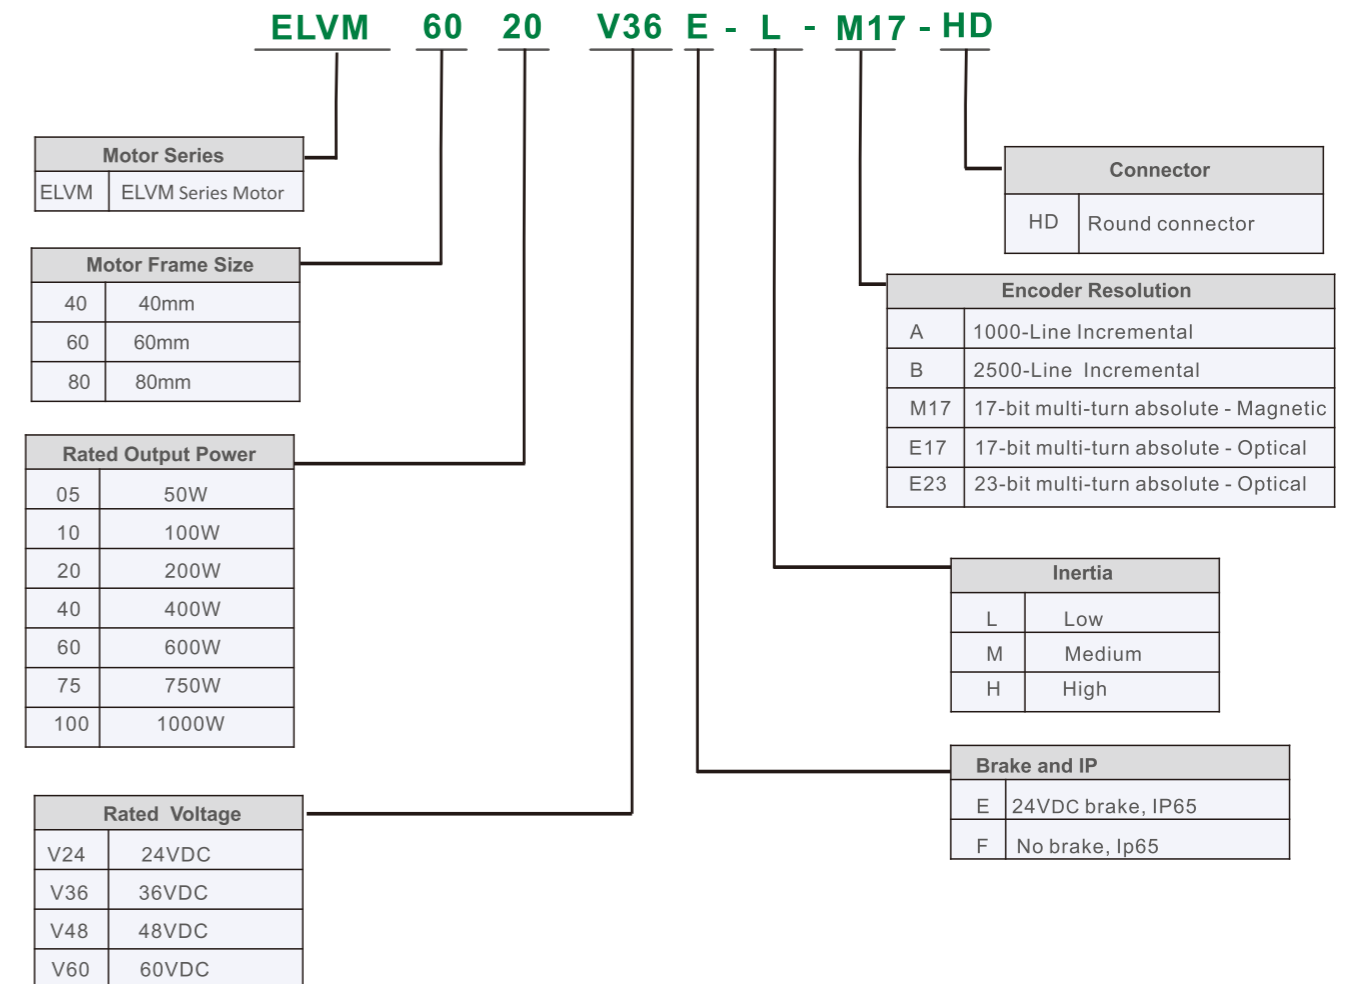 ELVM 60 20 V36 E - L - M17 - HD
Motor Series
ELVM ELVM Series Motor
Motor Frame Size
40 40mm
60 60mm
80 80mm
Rated Output Power
05 50W
10 100W
20 200W
40 400W
60 600W
75 750W
100 1000W
Rated Voltage
V24 24VDC
V36 36VDC
V48 48VDC
V60 60VDC
Connector
HD Round connector
Encoder Resolution
A 1000-Line Incremental
B 2500-Line Incremental
M17 17-bit multi-turn absolute - Magnetic
E17 17-bit multi-turn absolute - Optical
E23 23-bit multi-turn absolute - Optical
Inertia
L Low
M Medium
H High
Brake and IP
E 24VDC brake, IP65
F No brake, Ip65